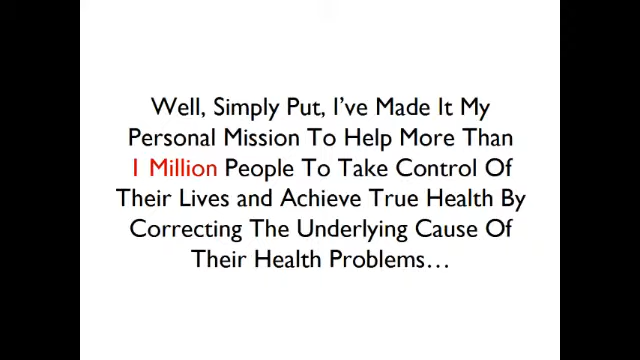 Well, Simply Put, I've Made It My
Personal Mission To Help More Than
1 Million People To Take Control Of
Their Lives and Achieve True Health By
Correcting The Underlying Cause Of
Their Health Problems…